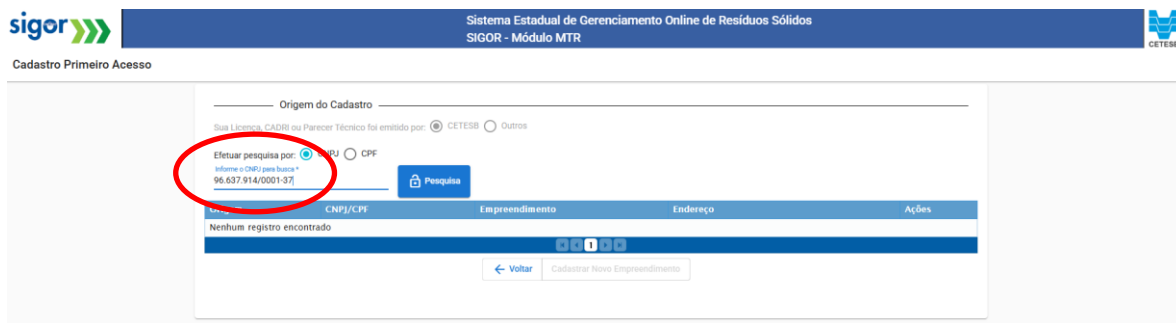 sigor
Sistema Estadual de Gerenciamento Online de Resíduos Sólidos
SIGOR - Módulo MTR
CETESB
Cadastro Primeiro Acesso
Origem do Cadastro
Sua Licença, CADRI ou Parecer Técnico foi emitido por: CETESB Outros
Efetuar pesquisa por: CNPJ CPF
Informe o CNPJ para busca *
96.637.914/0001-37
Pesquisa
Origem CNPJ/CPF Empreendimento Endereço Ações
Nenhum registro encontrado
1
Voltar Cadastrar Novo Empreendimento